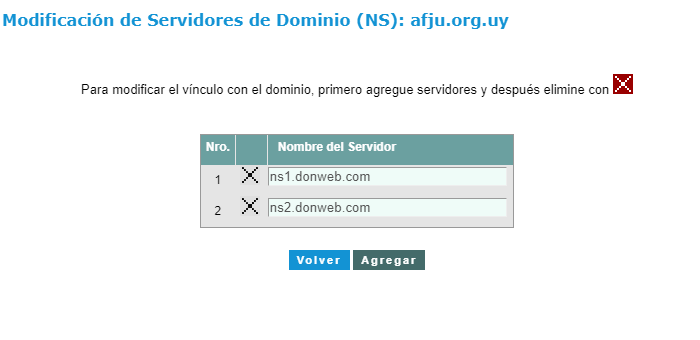 Modificación de Servidores de Dominio (NS): afju.org.uy
Para modificar el vínculo con el dominio, primero agregue servidores y después elimine con
Nro. Nombre del Servidor
1 ns1.donweb.com
2 ns2.donweb.com
Volver Agregar